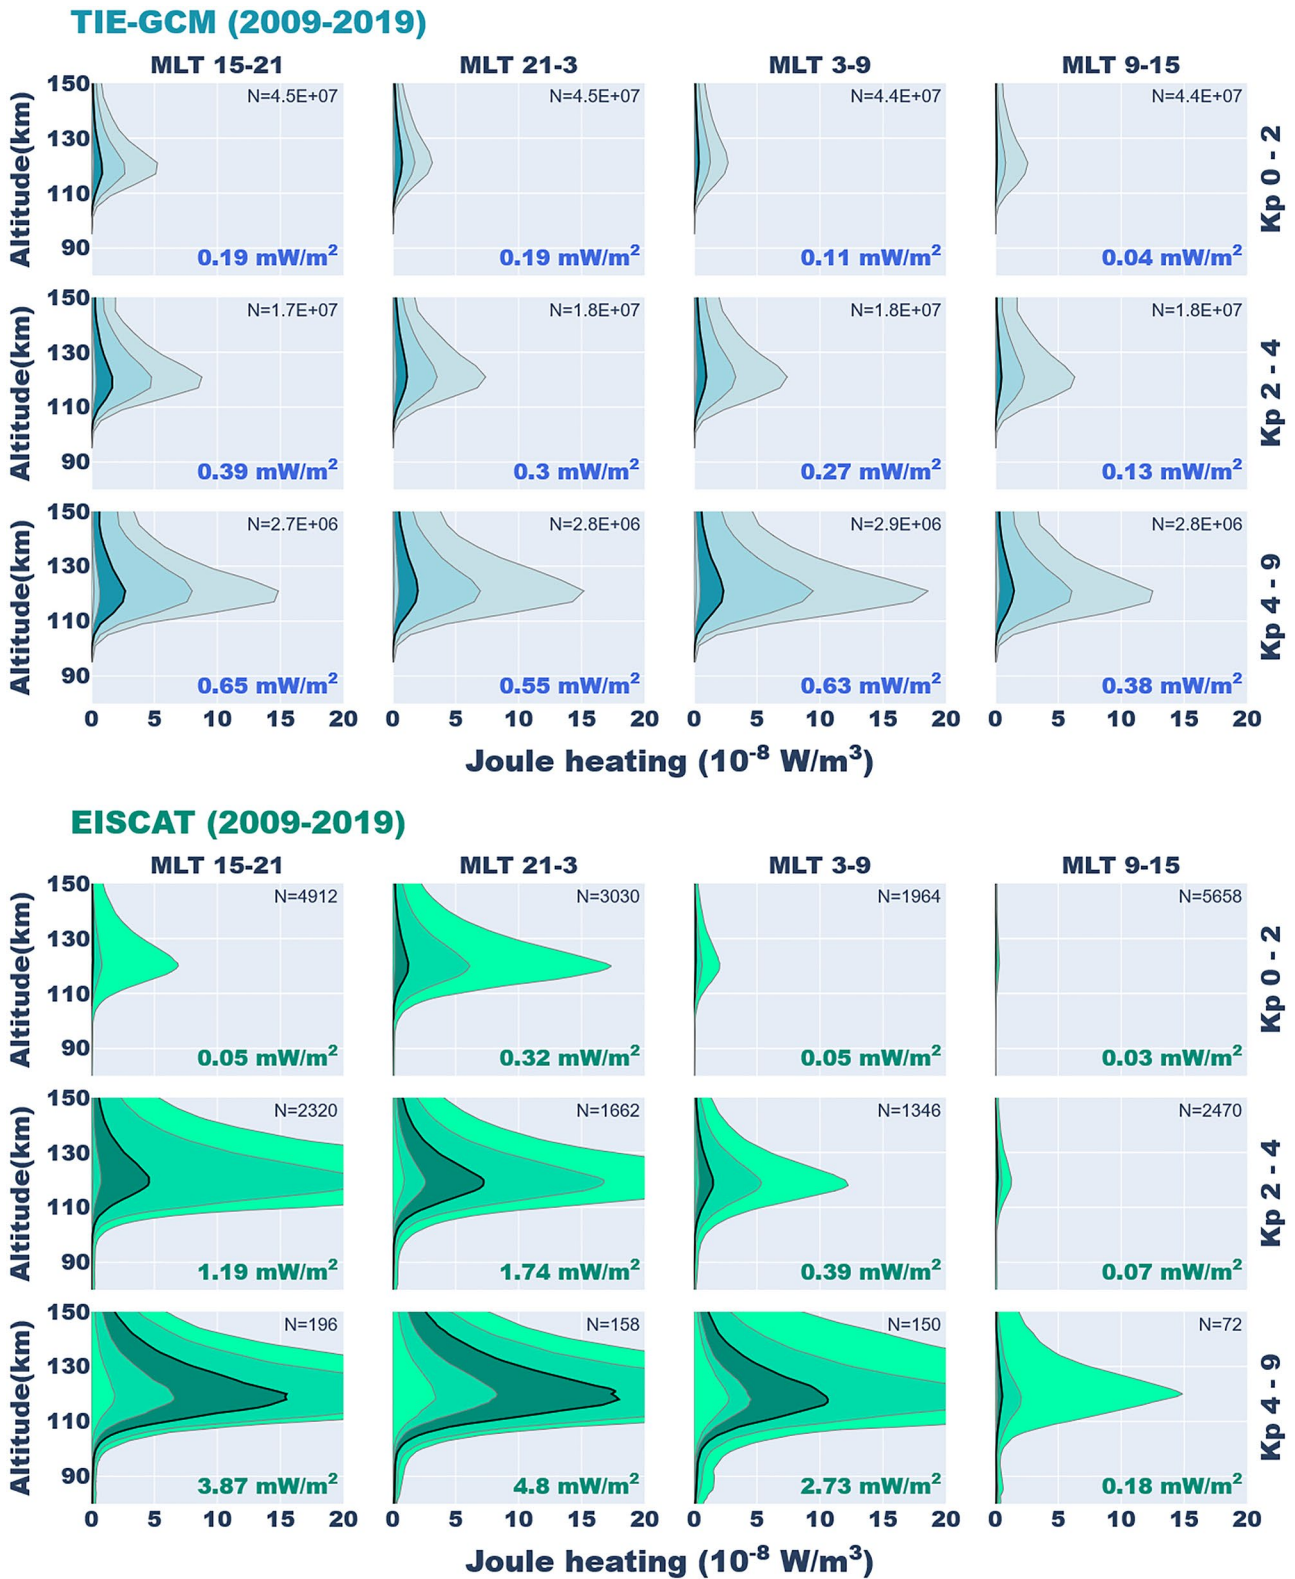 TIE-GCM (2009-2019)
MLT 15-21 MLT 21-3 MLT 3-9 MLT 9-15
Altitude(km) 150 130 110 90 N=4.5E+07 N=4.5E+07 N=4.4E+07 N=4.4E+07 Kp 0 - 2
0.19 mW/m² 0.19 mW/m² 0.11 mW/m² 0.04 mW/m²
Altitude(km) 150 130 110 90 N=1.7E+07 N=1.8E+07 N=1.8E+07 N=1.8E+07 Kp 2 - 4
0.39 mW/m² 0.3 mW/m² 0.27 mW/m² 0.13 mW/m²
Altitude(km) 150 130 110 90 N=2.7E+06 N=2.8E+06 N=2.9E+06 N=2.8E+06 Kp 4 - 9
0.65 mW/m² 0.55 mW/m² 0.63 mW/m² 0.38 mW/m²
0 5 10 15 20 0 5 10 15 20 0 5 10 15 20 0 5 10 15 20
Joule heating (10⁻⁸ W/m³)
EISCAT (2009-2019)
MLT 15-21 MLT 21-3 MLT 3-9 MLT 9-15
Altitude(km) 150 130 110 90 N=4912 N=3030 N=1964 N=5658 Kp 0 - 2
0.05 mW/m² 0.32 mW/m² 0.05 mW/m² 0.03 mW/m²
Altitude(km) 150 130 110 90 N=2320 N=1662 N=1346 N=2470 Kp 2 - 4
1.19 mW/m² 1.74 mW/m² 0.39 mW/m² 0.07 mW/m²
Altitude(km) 150 130 110 90 N=196 N=158 N=150 N=72 Kp 4 - 9
3.87 mW/m² 4.8 mW/m² 2.73 mW/m² 0.18 mW/m²
0 5 10 15 20 0 5 10 15 20 0 5 10 15 20 0 5 10 15 20
Joule heating (10⁻⁸ W/m³)